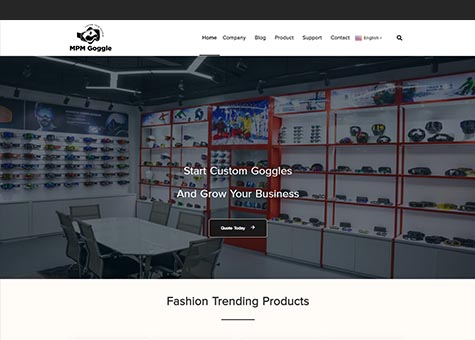 MPM Goggle
Home Company Blog Product Support Contact English
Start Custom Goggles
And Grow Your Business
Quote Today
Fashion Trending Products